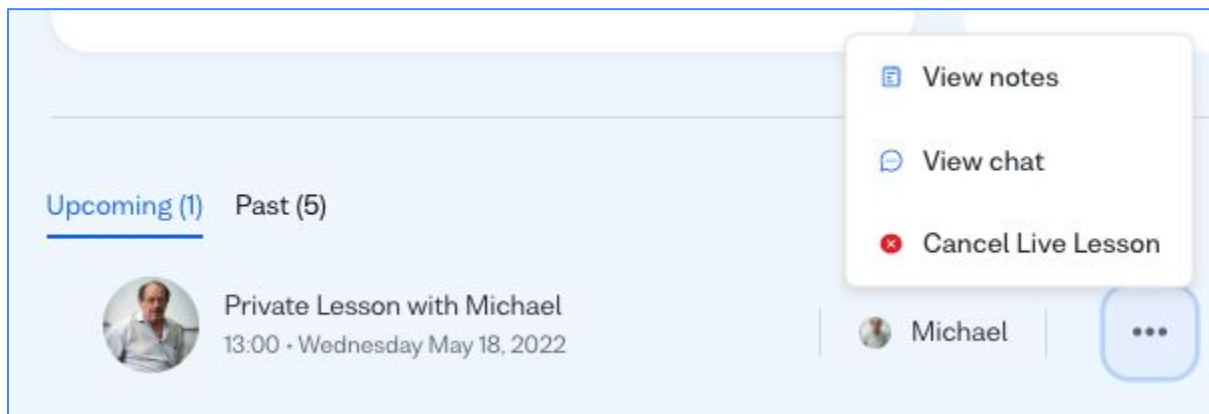 View notes
View chat
Cancel Live Lesson
Upcoming (1) Past (5)
Private Lesson with Michael
13:00 • Wednesday May 18, 2022
Michael